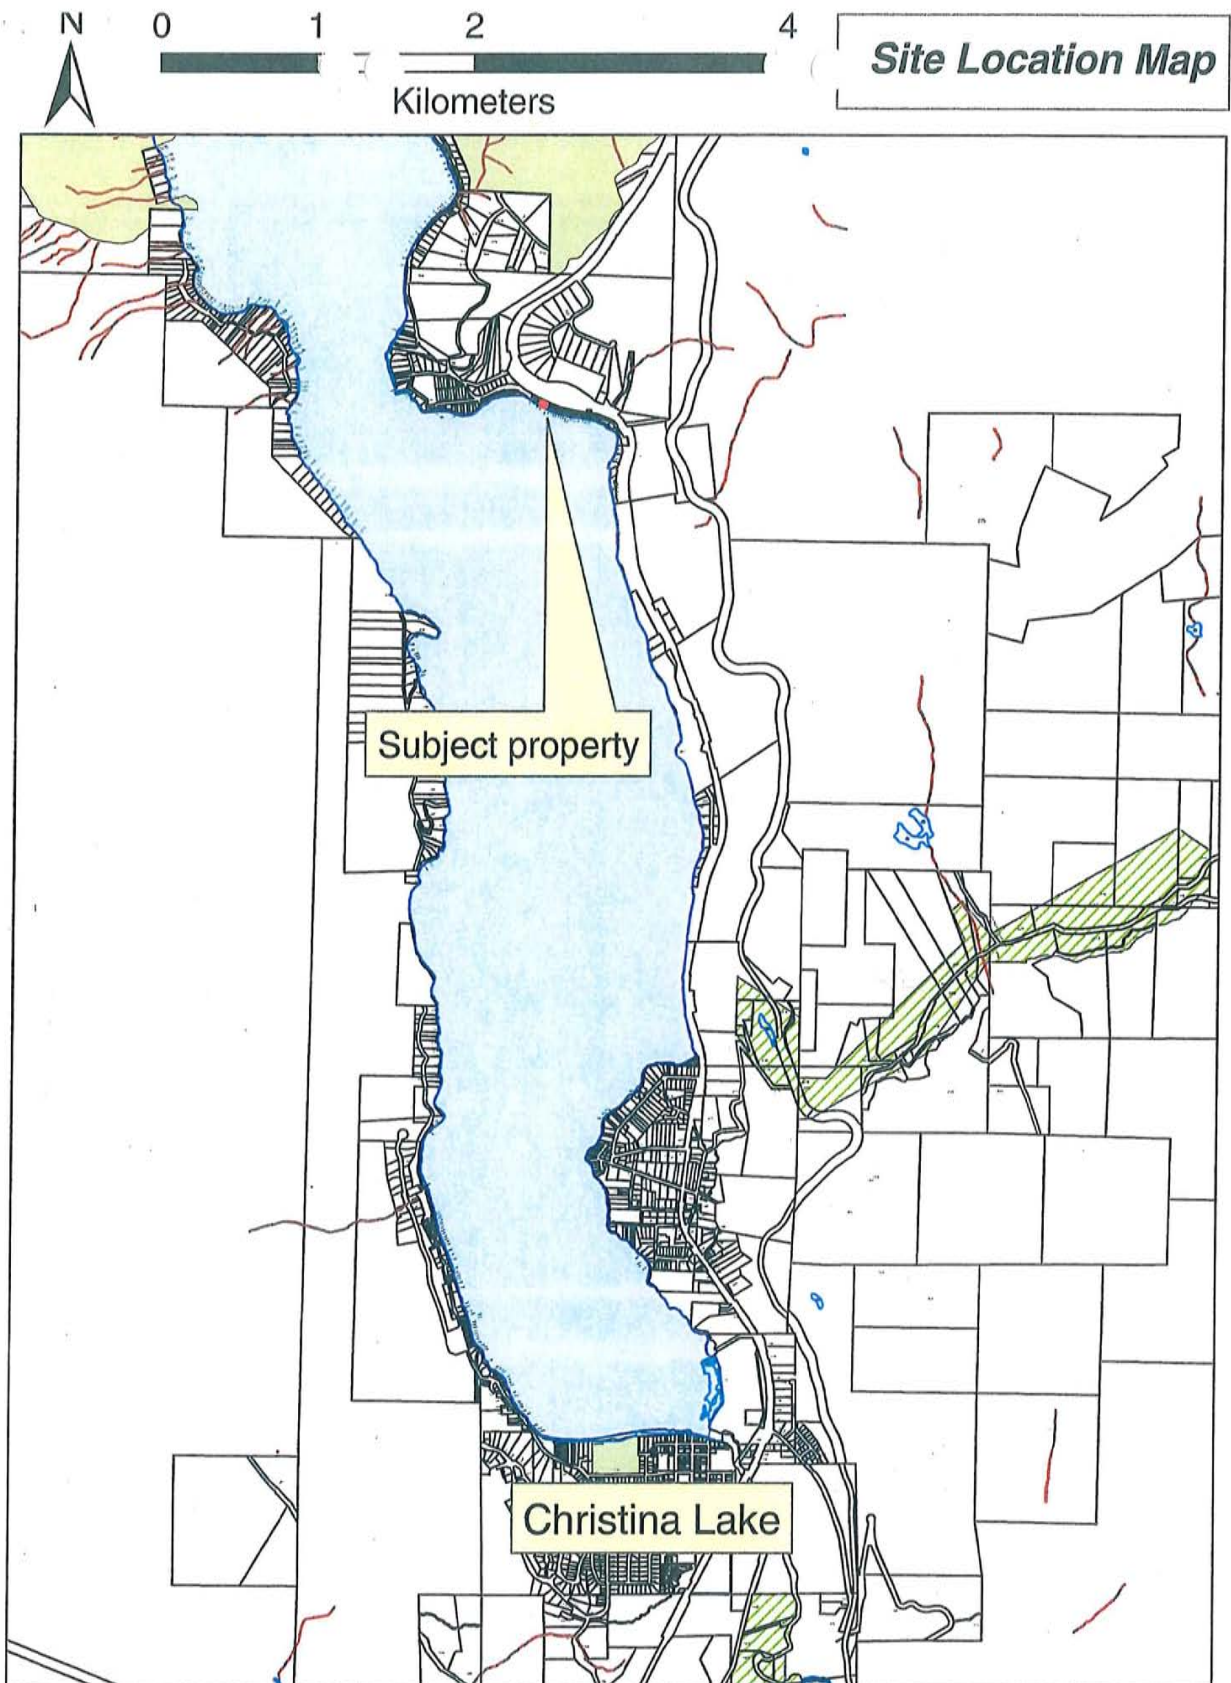 N
0 1 2 4
Kilometers
Site Location Map
Subject property
Christina Lake